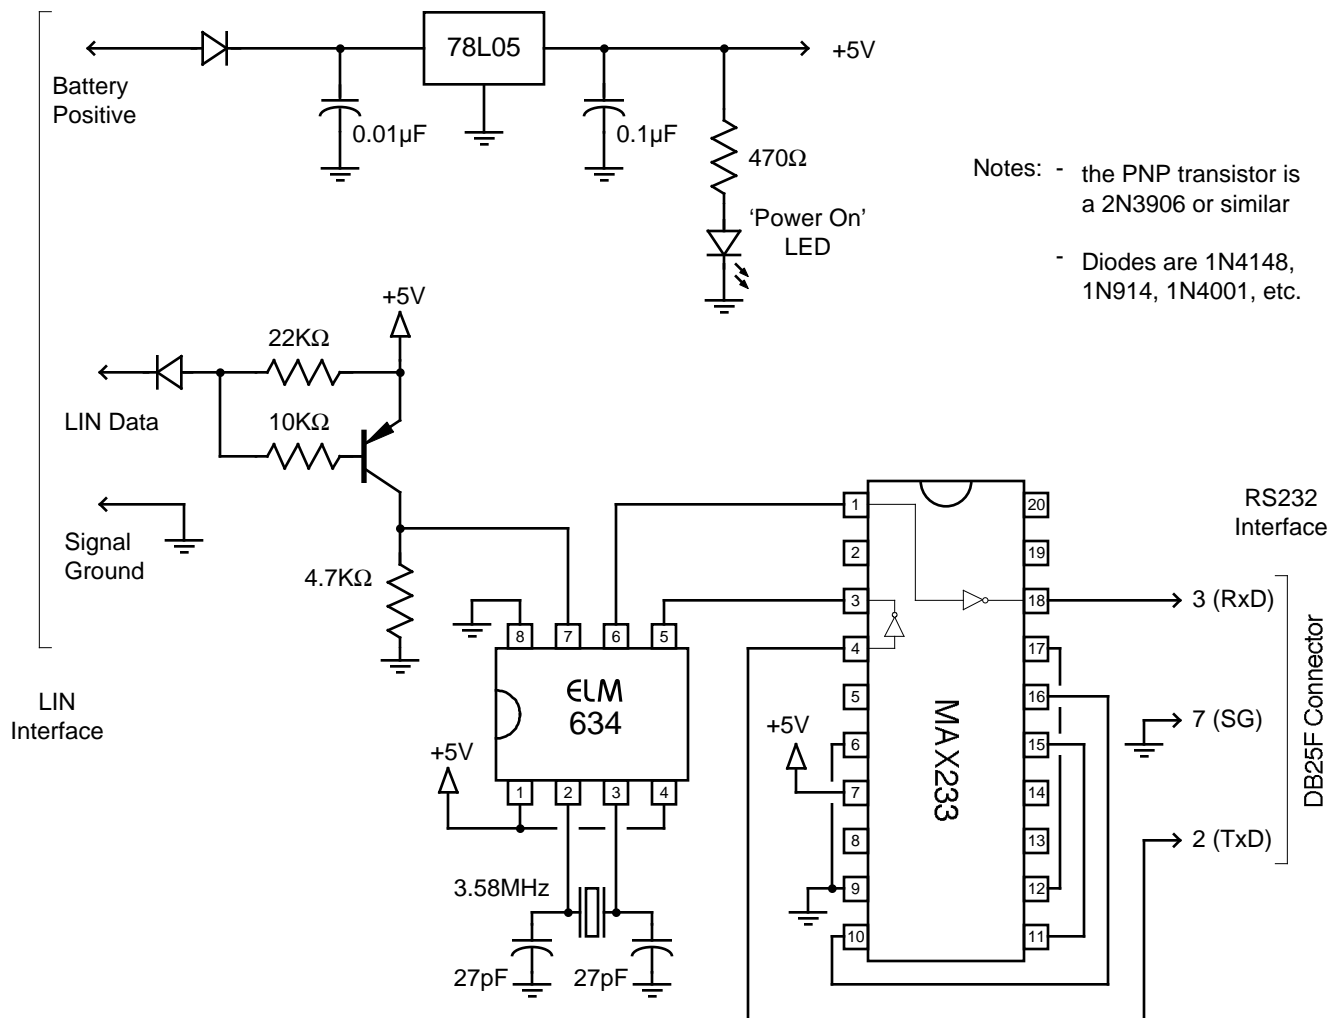 78L05
+5V
Battery
Positive
0.01µF
0.1µF
470Ω
Notes: - the PNP transistor is
a 2N3906 or similar
'Power On'
LED
- Diodes are 1N4148,
1N914, 1N4001, etc.
+5V
22KΩ
LIN Data
10KΩ
Signal
Ground
4.7KΩ
RS232
Interface
1
2
3
4
5
6
7
8
9
10
20
19
18
17
16
15
14
13
12
11
MAX233
3 (RxD)
7 (SG)
2 (TxD)
DB25F Connector
8
7
6
5
ELM
634
1
2
3
4
LIN
Interface
+5V
+5V
3.58MHz
27pF
27pF